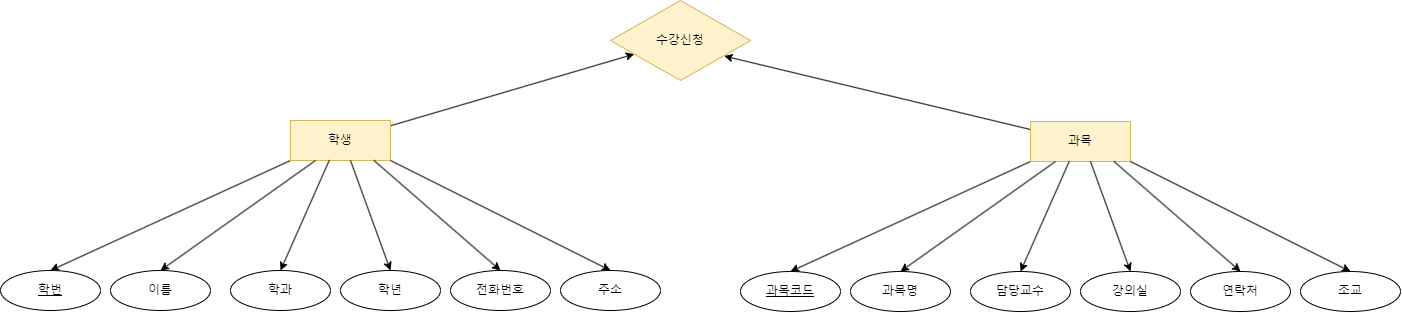 수강신청
학생
과목
학번
이름
학과
학년
전화번호
주소
과목코드
과목명
담당교수
강의실
연락처
조교